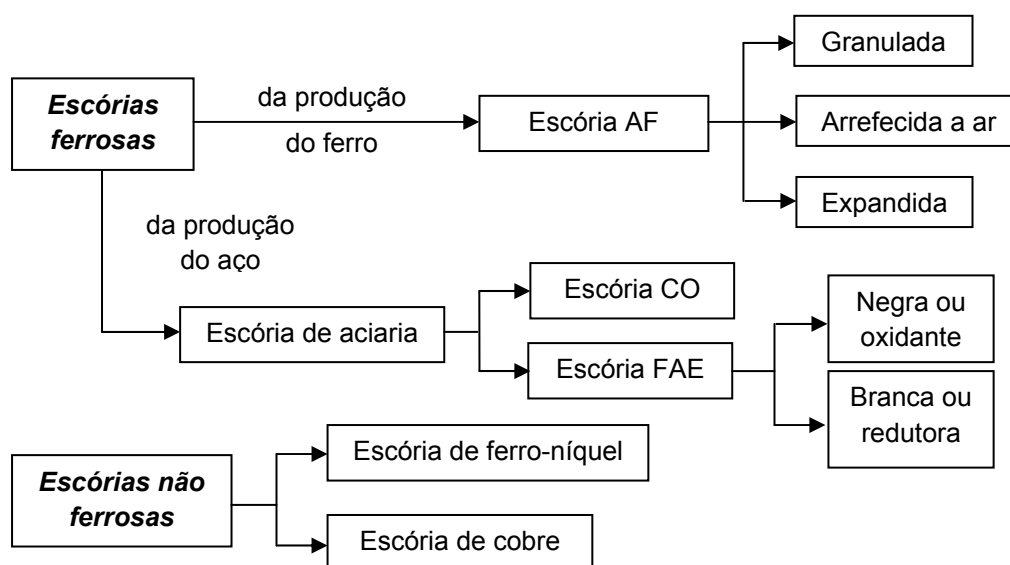 Escórias
ferrosas
da produção
do ferro
Escória AF
Granulada
Arrefecida a ar
Expandida
da produção
do aço
Escória de aciaria
Escória CO
Escória FAE
Negra ou
oxidante
Branca ou
redutora
Escórias não
ferrosas
Escória de ferro-níquel
Escória de cobre